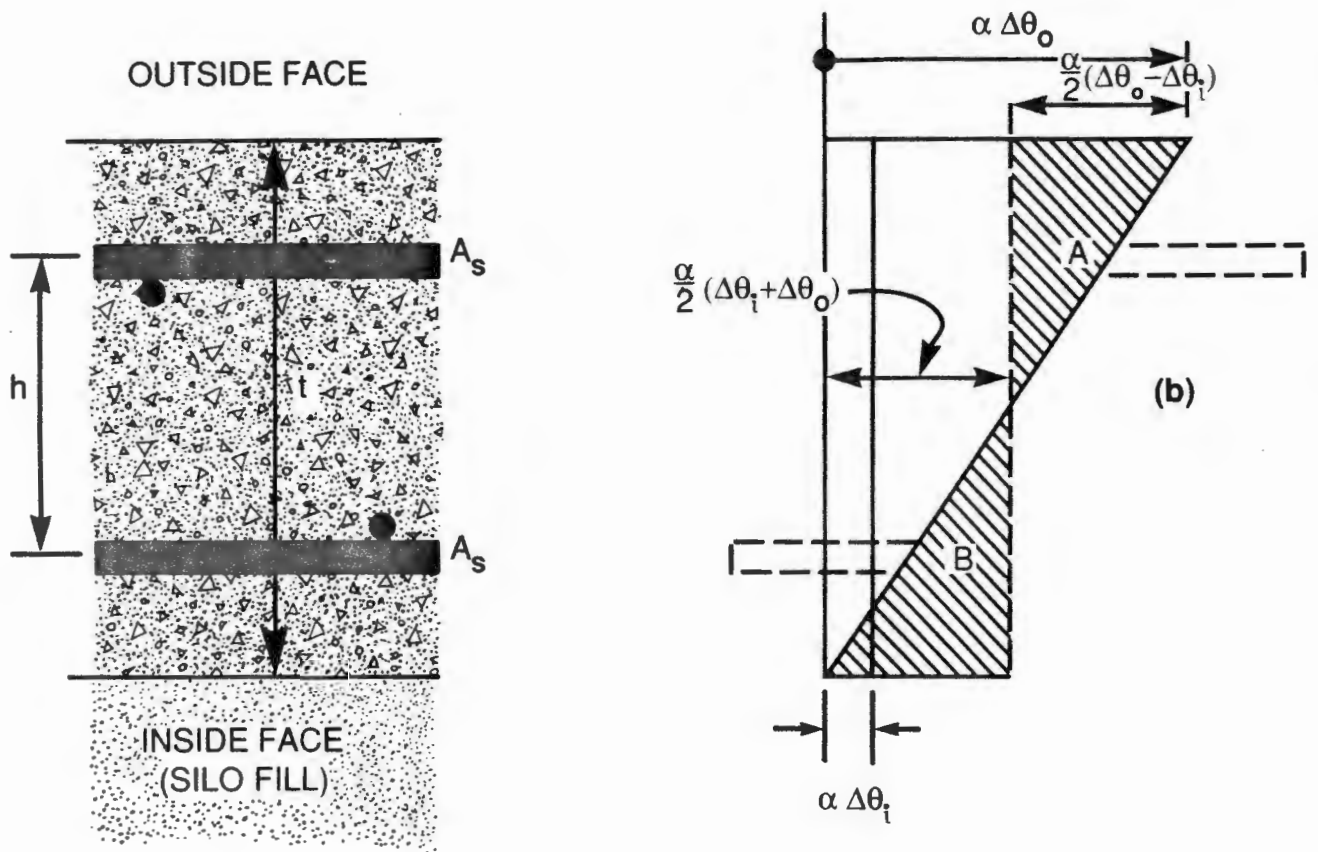 OUTSIDE FACE
A_s
h
t
A_s
INSIDE FACE
(SILO FILL)
α Δθ_o
α/2 (Δθ_o − Δθ_i)
A
α/2 (Δθ_i + Δθ_o)
(b)
B
α Δθ_i